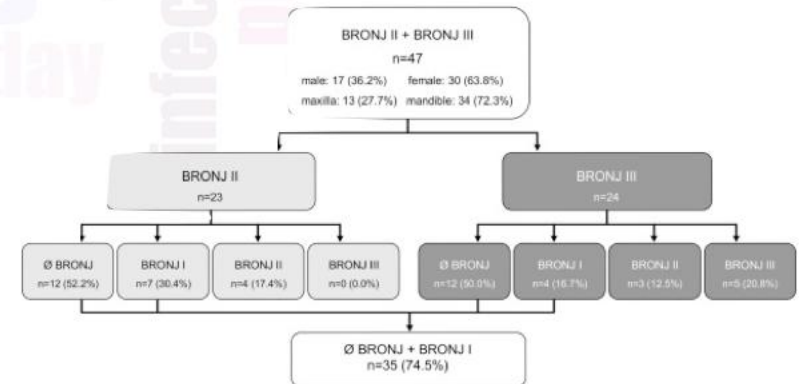 day
infec
BRONJ II + BRONJ III
n=47
male: 17 (36.2%) female: 30 (63.8%)
maxilla: 13 (27.7%) mandible: 34 (72.3%)
BRONJ II
n=23
BRONJ III
n=24
Ø BRONJ
n=12 (52.2%)
BRONJ I
n=7 (30.4%)
BRONJ II
n=4 (17.4%)
BRONJ III
n=0 (0.0%)
Ø BRONJ
n=12 (50.0%)
BRONJ I
n=4 (16.7%)
BRONJ II
n=3 (12.5%)
BRONJ III
n=5 (20.8%)
Ø BRONJ + BRONJ I
n=35 (74.5%)